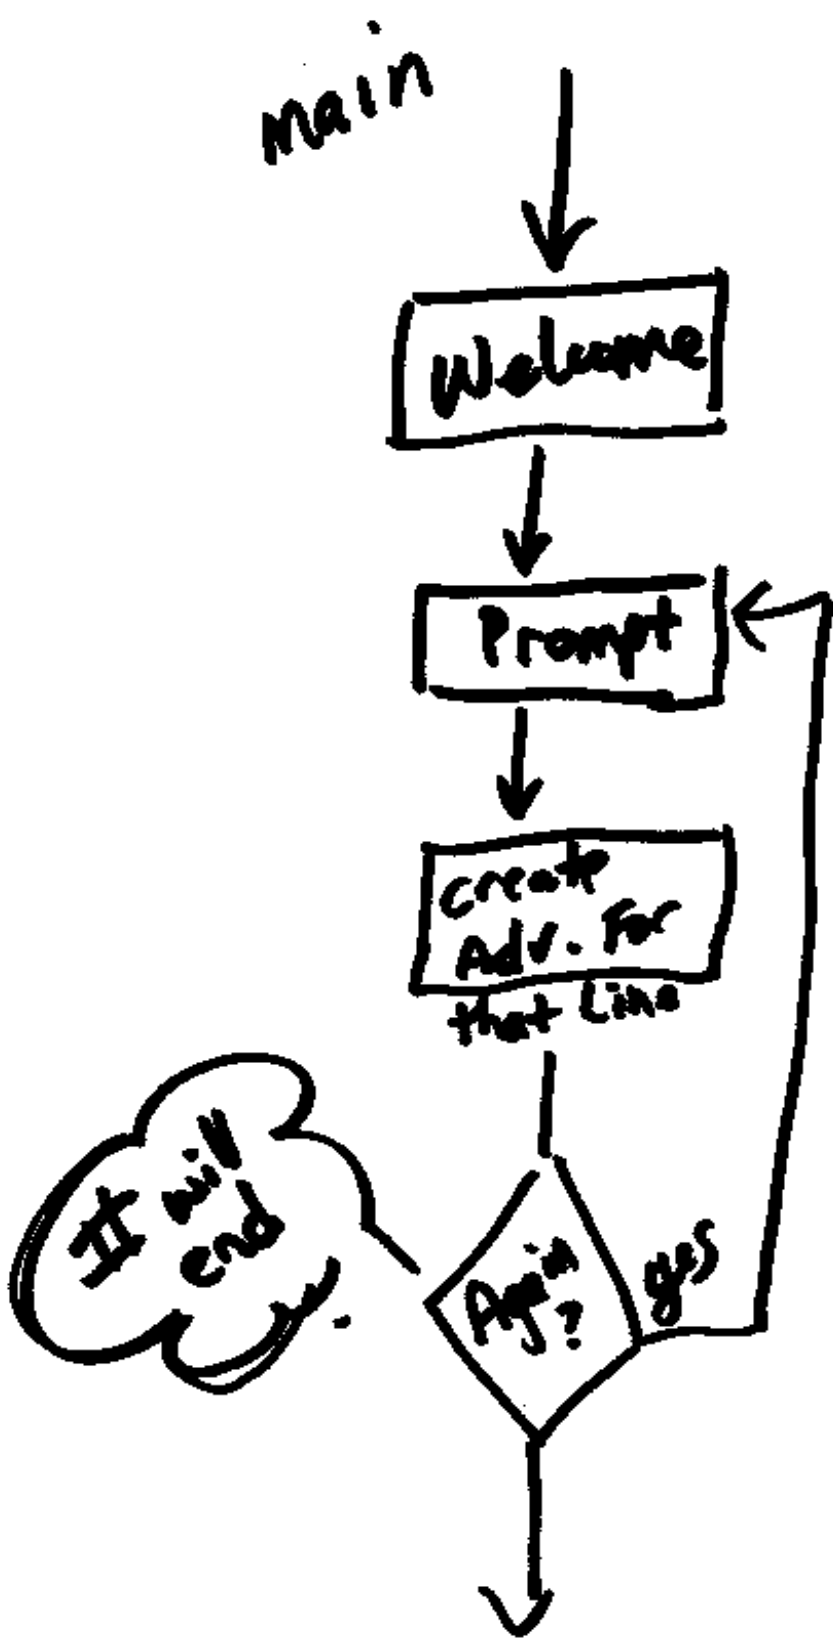 main
Welcome
Prompt
create
Adv. For
that Line
Again
?
yes
It will
end